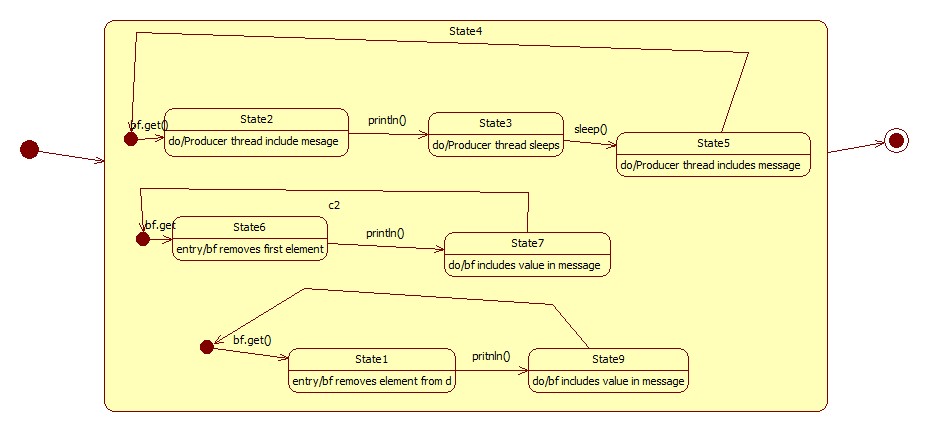 State4
bf.get()
State2
do/Producer thread include mesage
println()
State3
do/Producer thread sleeps
sleep()
State5
do/Producer thread includes message
c2
bf.get
State6
entry/bf removes first element
println()
State7
do/bf includes value in message
bf.get()
State1
entry/bf removes element from d
pritnln()
State9
do/bf includes value in message